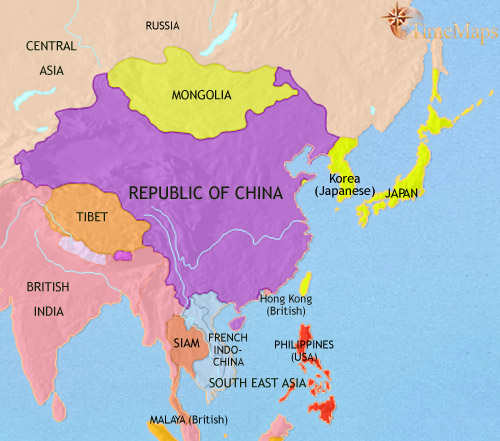 TimeMaps
RUSSIA
CENTRAL
ASIA
MONGOLIA
Korea
(Japanese)
JAPAN
REPUBLIC OF CHINA
TIBET
BRITISH
INDIA
Hong Kong
(British)
SIAM
FRENCH
INDO-
CHINA
PHILIPPINES
(USA)
SOUTH EAST ASIA
MALAYA (British)